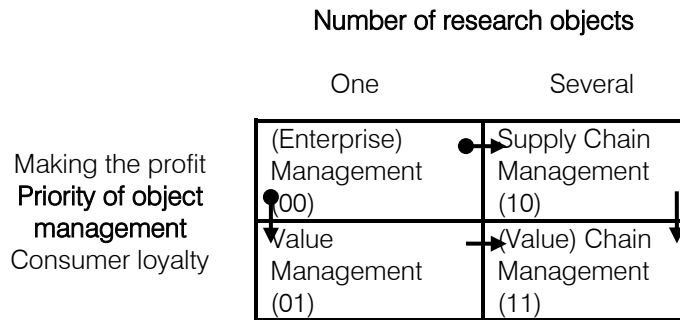 Number of research objects
One Several
(Enterprise) Supply Chain
Making the profit Management Management
Priority of object (00) (10)
management Value (Value) Chain
Consumer loyalty Management Management
(01) (11)